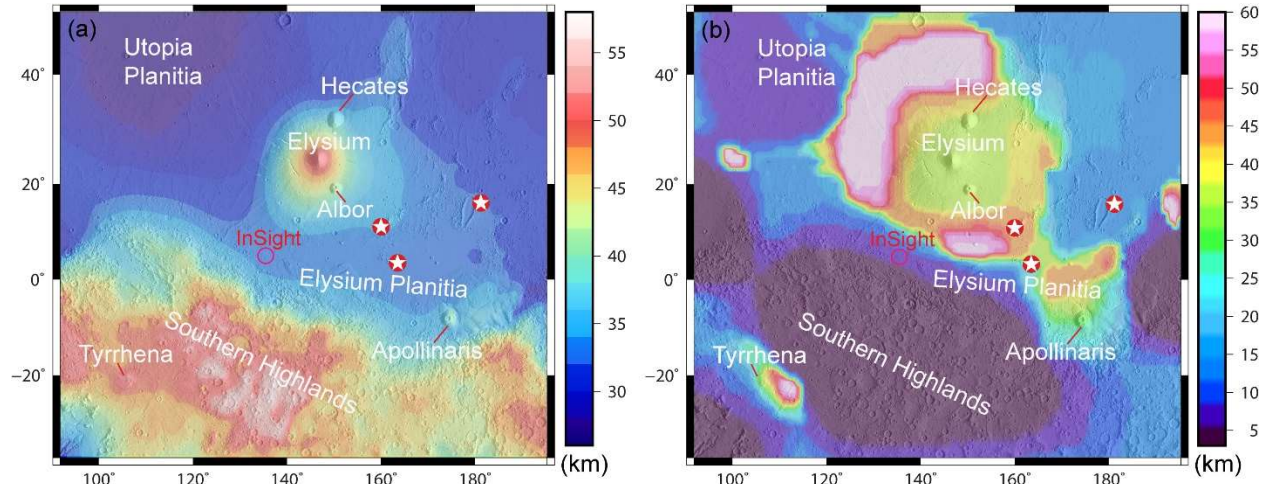 (a)
Utopia
Planitia
Hecates
Elysium
Albor
InSight
Elysium Planitia
Southern Highlands
Tyrrhena
Apollinaris
40°
20°
0°
−20°
100°
120°
140°
160°
180°
55
50
45
40
35
30
(km)
(b)
Utopia
Planitia
Hecates
Elysium
Albor
InSight
Elysium Planitia
Southern Highlands
Tyrrhena
Apollinaris
40°
20°
0°
−20°
100°
120°
140°
160°
180°
60
55
50
45
40
35
30
25
20
15
10
5
(km)